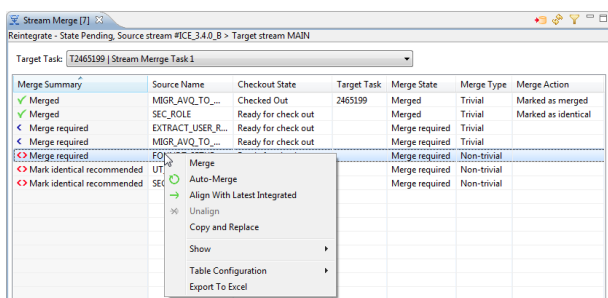 Stream Merge [7]
Reintegrate - State Pending, Source stream #ICE_3.4.0_B > Target stream MAIN
Target Task: T2465199 | Stream Merrge Task 1
Merge Summary Source Name Checkout State Target Task Merge State Merge Type Merge Action
Merged MIGR_AVQ_TO_... Checked Out 2465199 Merged Trivial Marked as merged
Merged SEC_ROLE Ready for check out Merged Trivial Marked as identical
Merge required EXTRACT_USER_R... Ready for check out Merge required Trivial
Merge required MIGR_AVQ_TO_... Ready for check out Merge required Trivial
Merge required Merge required Non-trivial
Mark identical recommended UT_ Merge required Non-trivial
Mark identical recommended SEC Merge required Non-trivial
Merge
Auto-Merge
Align With Latest Integrated
Unalign
Copy and Replace
Show
Table Configuration
Export To Excel